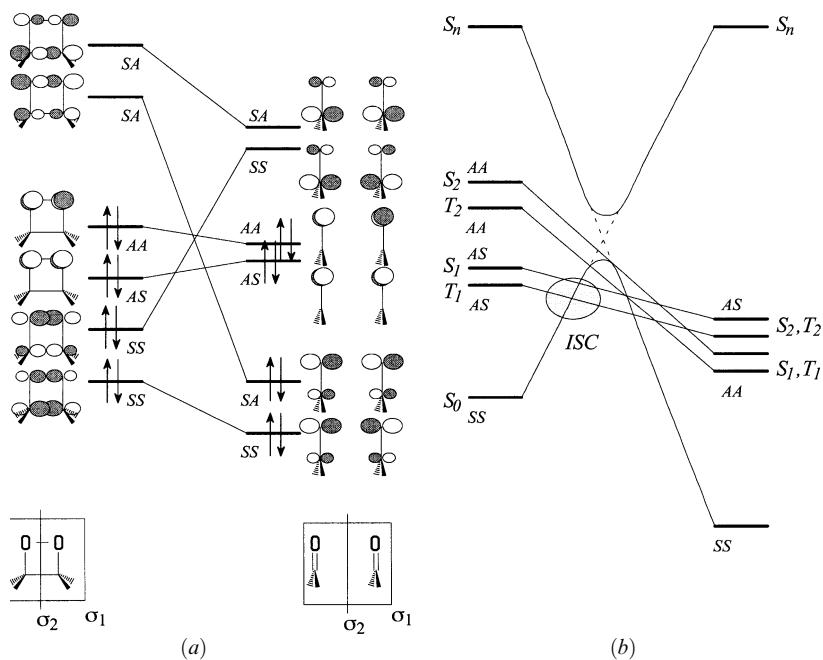 SA
SA
AA
AS
SS
SS
SA
SS
AA
AS
SA
SS
O O
σ₂
σ₁
O O
σ₂
σ₁
(a)
Sₙ
Sₙ
S₂ AA
T₂
AA
S₁ AS
T₁
AS
ISC
S₀
SS
AS
S₂,T₂
S₁,T₁
AA
SS
(b)